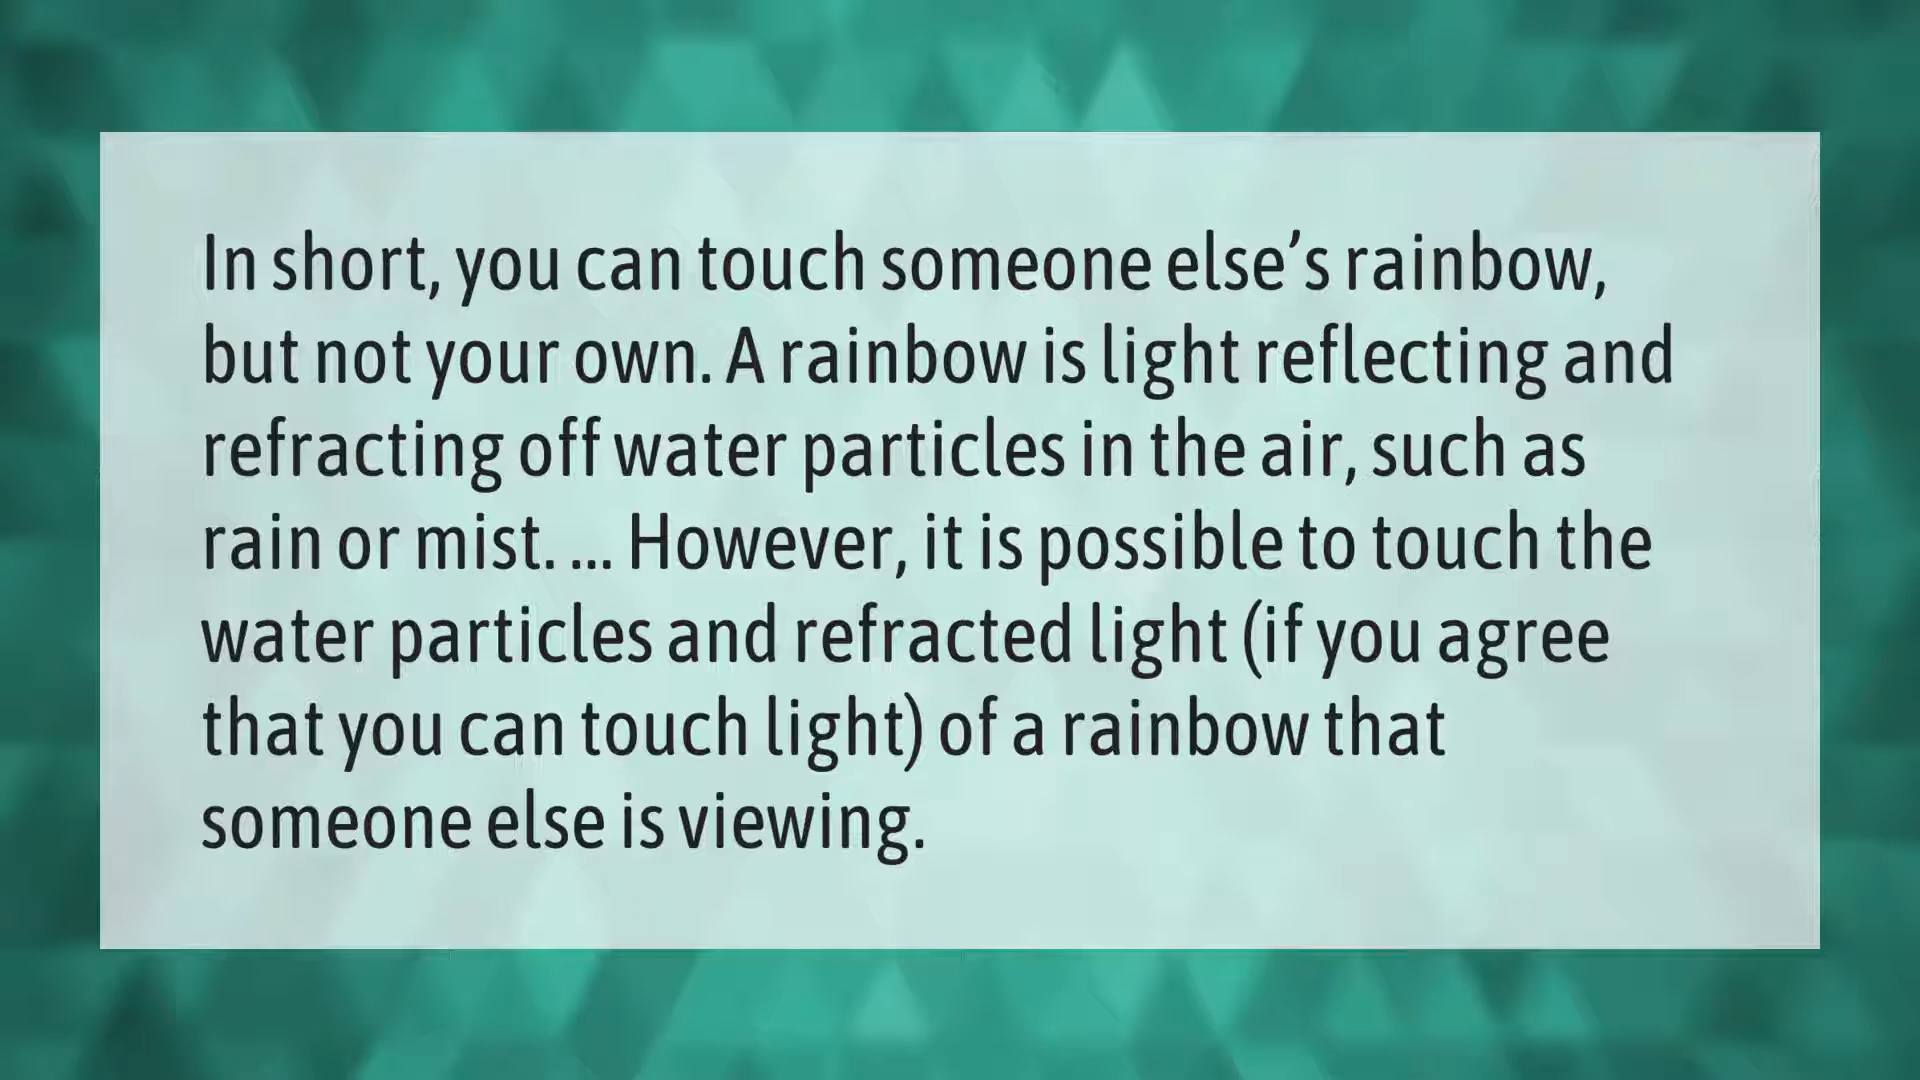 In short, you can touch someone else’s rainbow,
but not your own. A rainbow is light reflecting and
refracting off water particles in the air, such as
rain or mist. ... However, it is possible to touch the
water particles and refracted light (if you agree
that you can touch light) of a rainbow that
someone else is viewing.